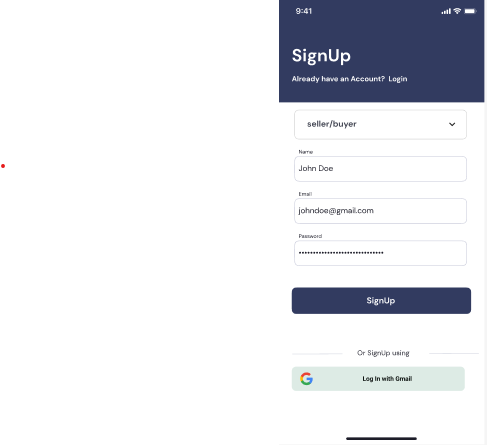 9:41
SignUp
Already have an Account? Login
seller/buyer
Name
John Doe
Email
johndoe@gmail.com
Password
••••••••••••••••••••••••••••••
SignUp
Or SignUp using
Log In with Gmail